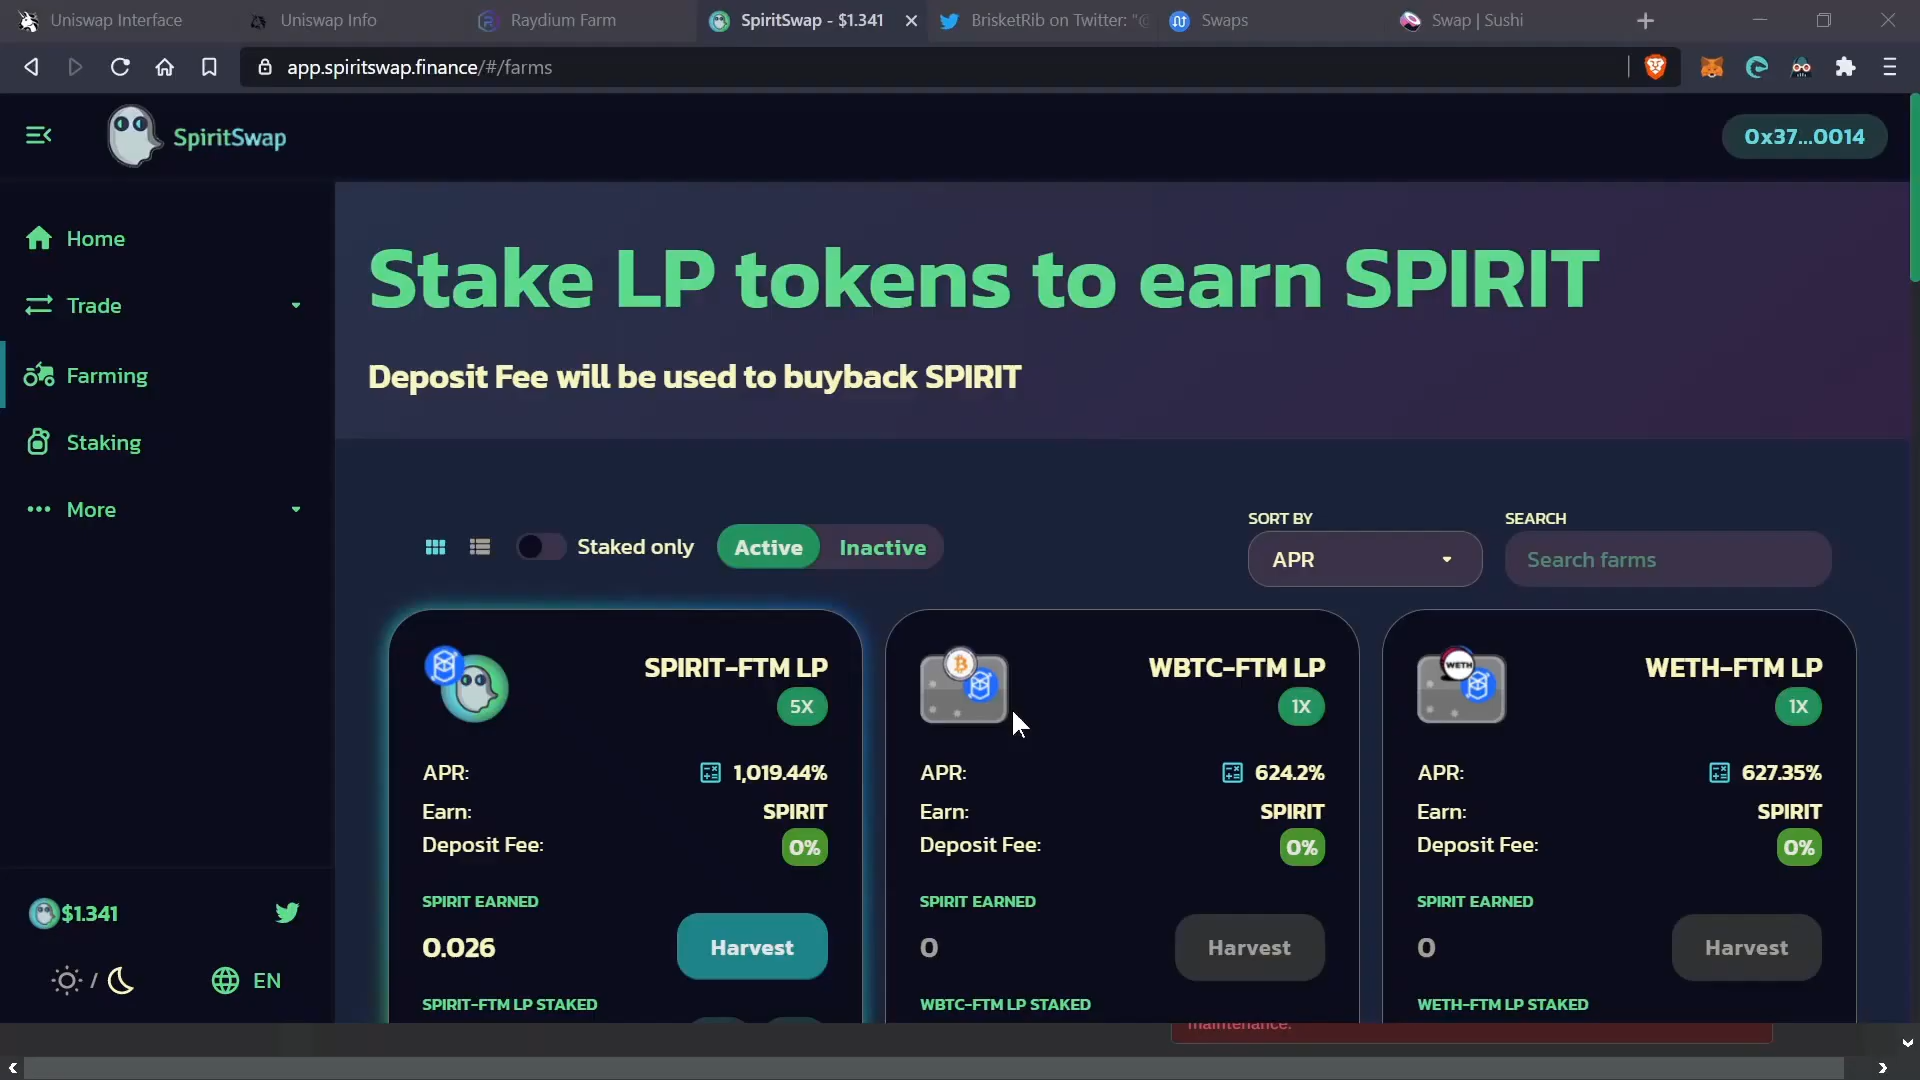 Uniswap Interface
Uniswap Info
Raydium Farm
SpiritSwap - $1.341
BrisketRib on Twitter: "@
Swaps
Swap | Sushi
app.spiritswap.finance/#/farms
SpiritSwap
0x37...0014
Home
Trade
Farming
Staking
More
$1.341
EN
Stake LP tokens to earn SPIRIT
Deposit Fee will be used to buyback SPIRIT
Staked only
Active
Inactive
SORT BY
APR
SEARCH
Search farms
SPIRIT-FTM LP
5X
APR: 1,019.44%
Earn: SPIRIT
Deposit Fee: 0%
SPIRIT EARNED
0.026
Harvest
SPIRIT-FTM LP STAKED
WBTC-FTM LP
1X
APR: 624.2%
Earn: SPIRIT
Deposit Fee: 0%
SPIRIT EARNED
0
Harvest
WBTC-FTM LP STAKED
WETH-FTM LP
WETH
1X
APR: 627.35%
Earn: SPIRIT
Deposit Fee: 0%
SPIRIT EARNED
0
Harvest
WETH-FTM LP STAKED
maintenance.